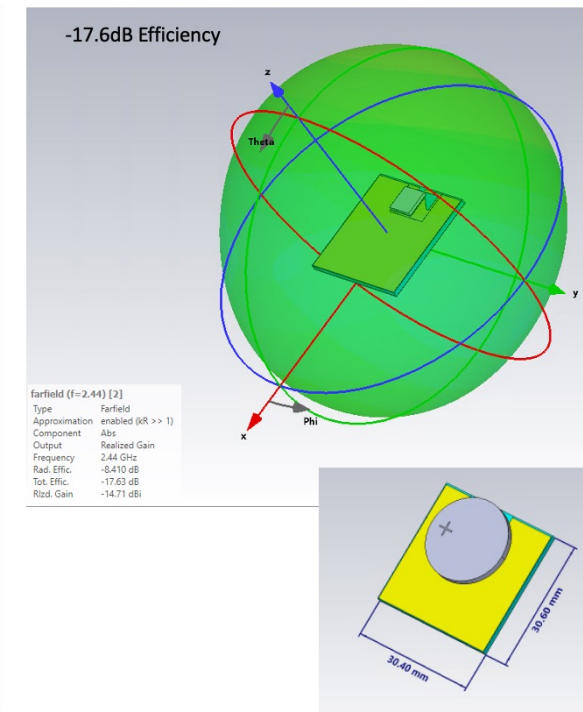 -17.6dB Efficiency
z
Theta
y
x
Phi
farfield (f=2.44) [2]
Type Farfield
Approximation enabled (kR >> 1)
Component Abs
Output Realized Gain
Frequency 2.44 GHz
Rad. Effic. -8.410 dB
Tot. Effic. -17.63 dB
Rlzd. Gain -14.71 dBi
+
30.60 mm
30.40 mm